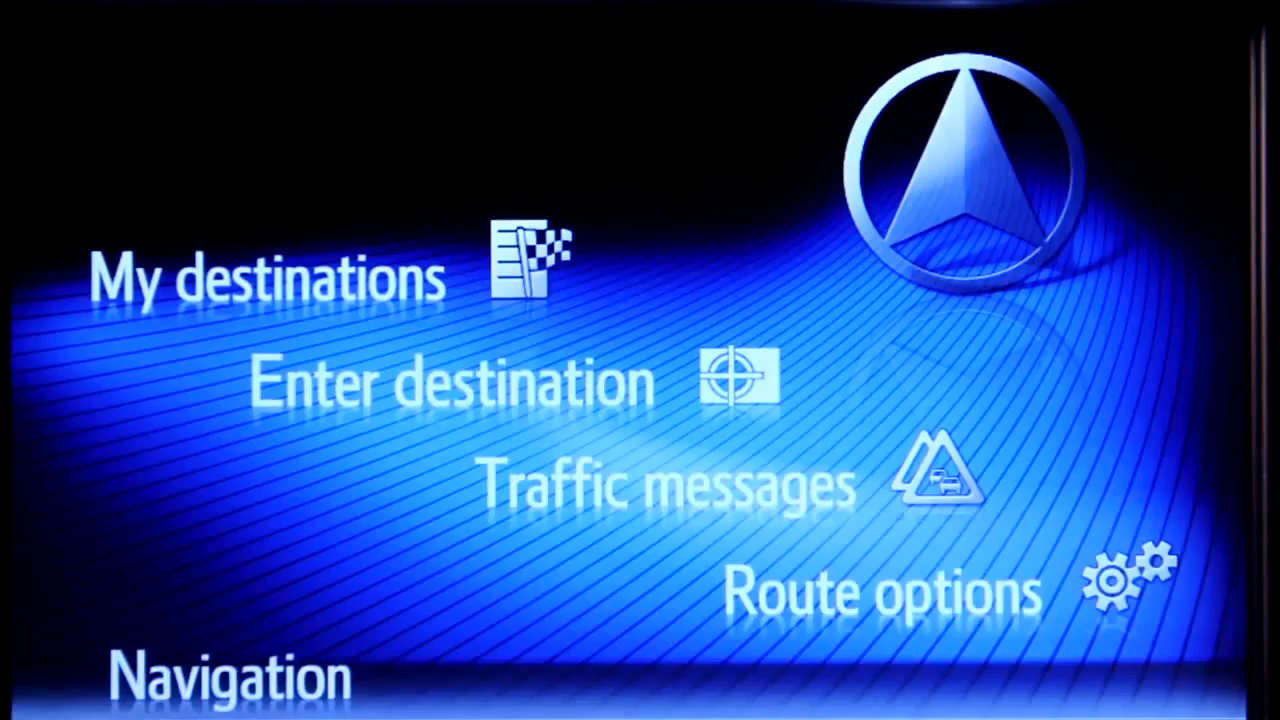 My destinations
Enter destination
Traffic messages
Route options
Navigation